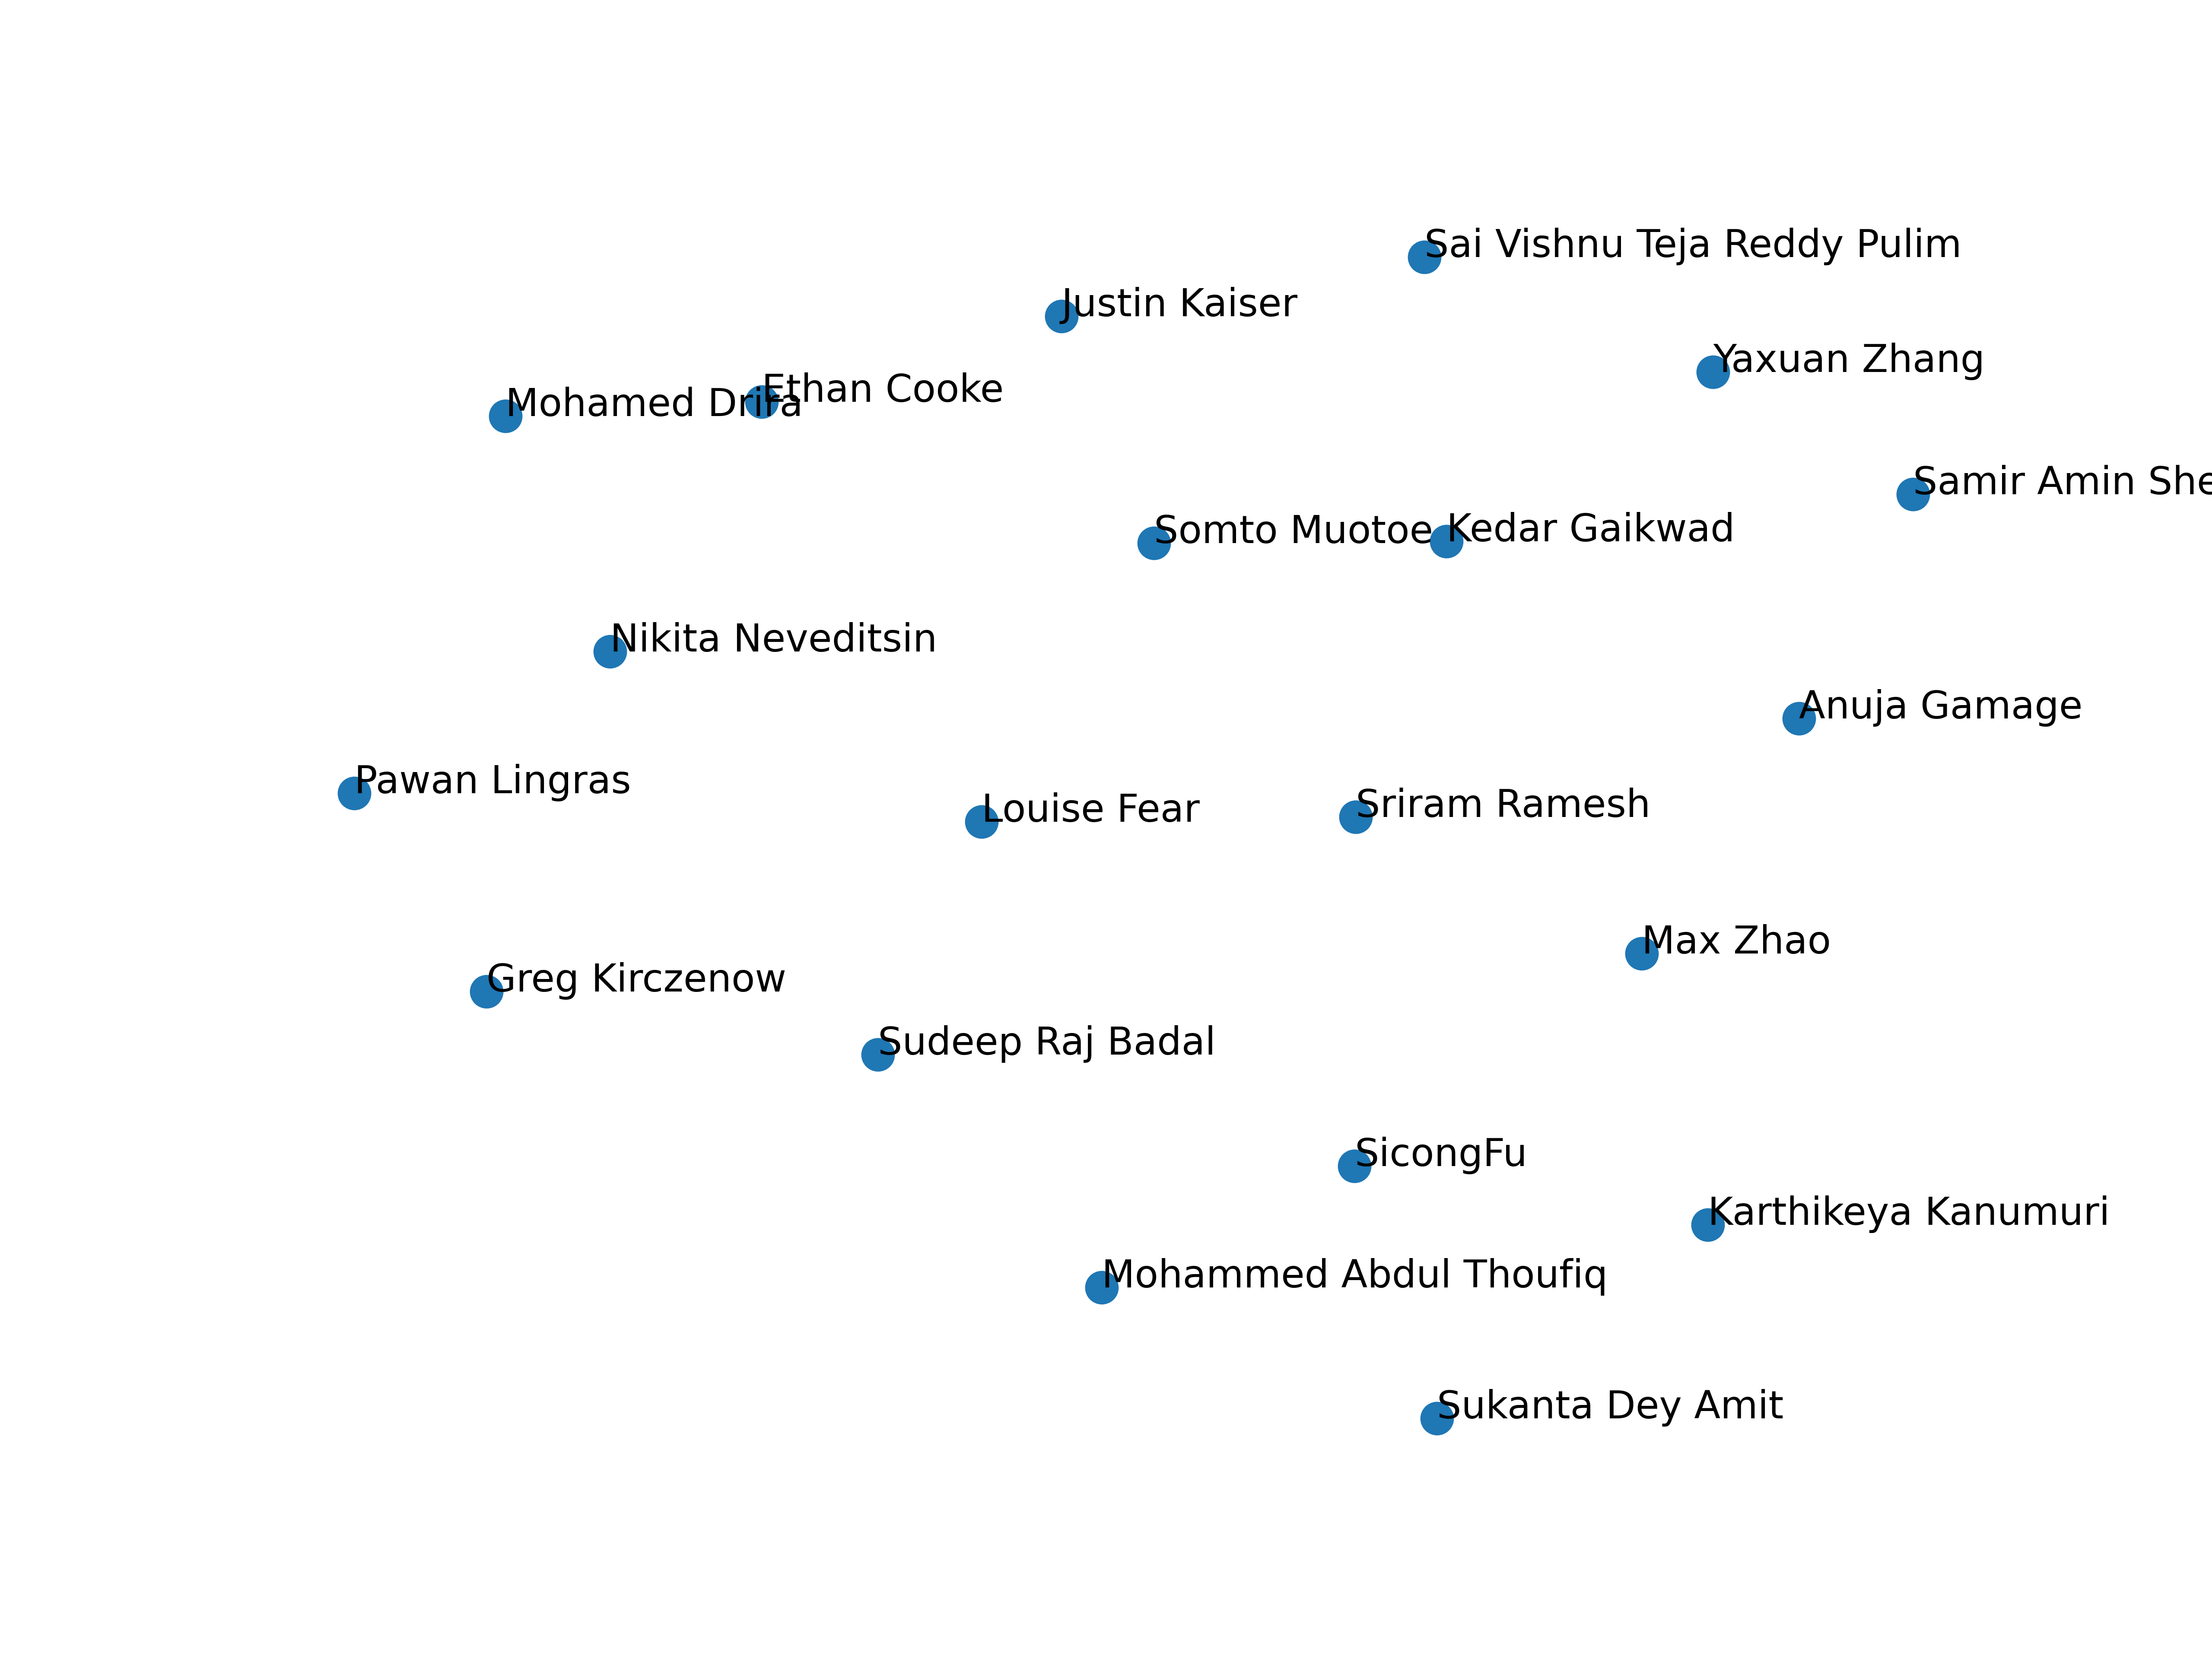 Sai Vishnu Teja Reddy Pulim
Justin Kaiser
Yaxuan Zhang
Mohamed Drira
Ethan Cooke
Samir Amin She
Somto Muotoe
Kedar Gaikwad
Nikita Neveditsin
Anuja Gamage
Pawan Lingras
Louise Fear
Sriram Ramesh
Max Zhao
Greg Kirczenow
Sudeep Raj Badal
SicongFu
Karthikeya Kanumuri
Mohammed Abdul Thoufiq
Sukanta Dey Amit